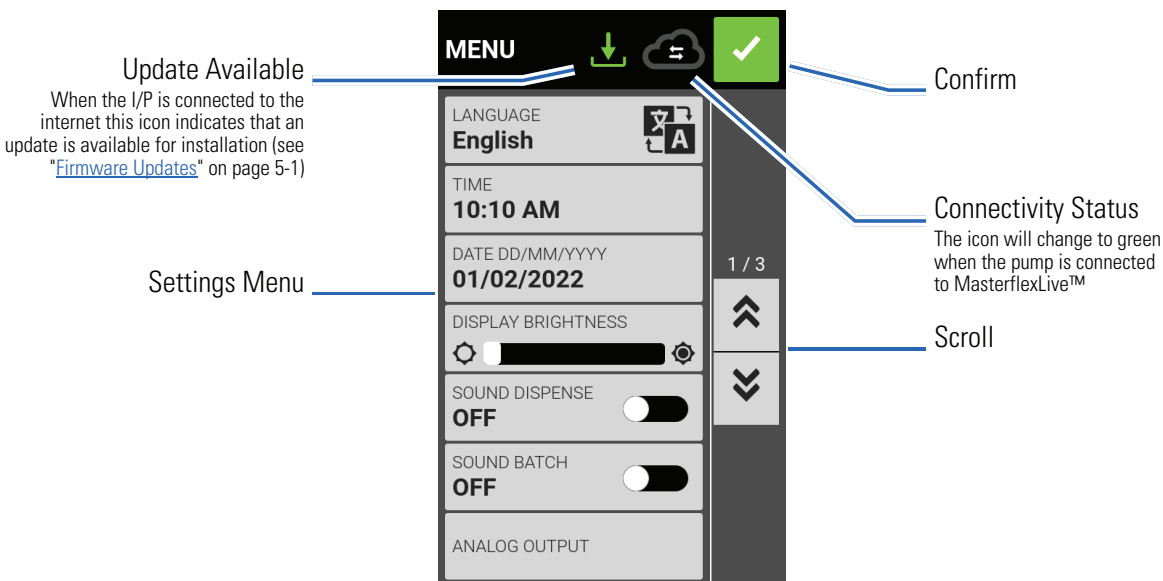 Update Available
When the I/P is connected to the
internet this icon indicates that an
update is available for installation (see
"Firmware Updates" on page 5-1)
Settings Menu
MENU
LANGUAGE
English
文
A
TIME
10:10 AM
DATE DD/MM/YYYY
01/02/2022
DISPLAY BRIGHTNESS
SOUND DISPENSE
OFF
SOUND BATCH
OFF
ANALOG OUTPUT
1 / 3
Confirm
Connectivity Status
The icon will change to green
when the pump is connected
to MasterflexLive™
Scroll